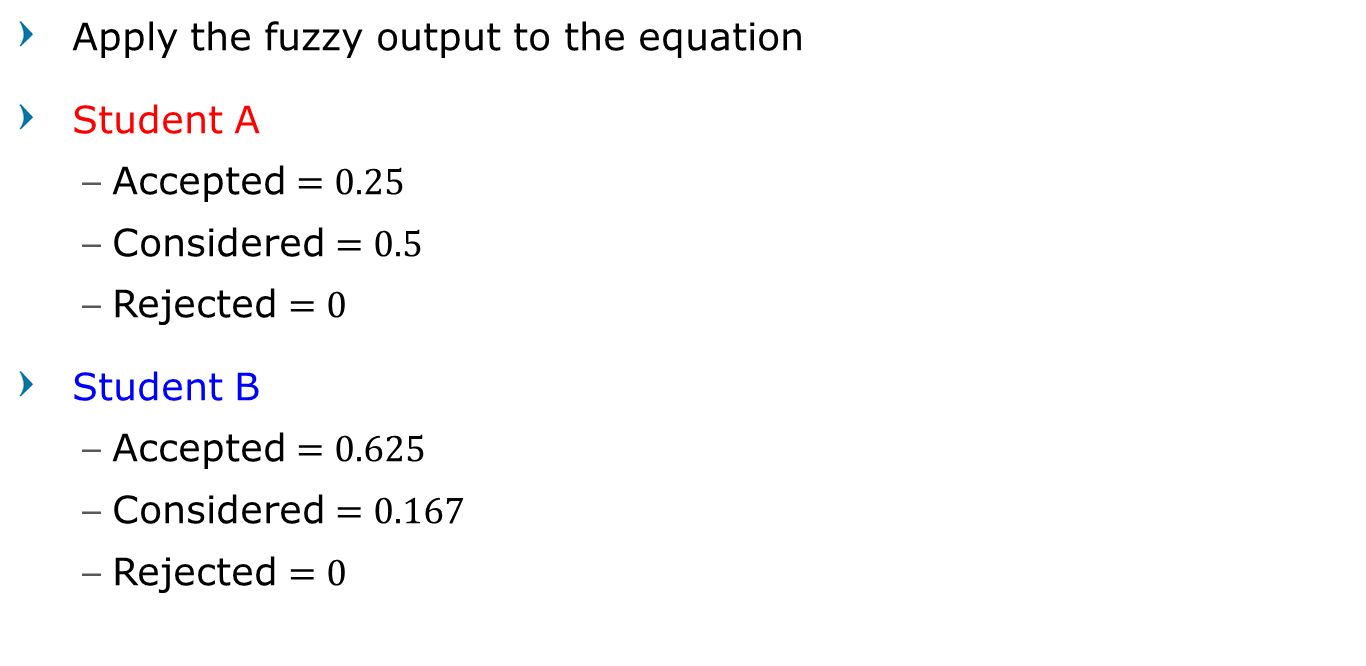 Apply the fuzzy output to the equation
Student A
– Accepted = 0.25
– Considered = 0.5
– Rejected = 0
Student B
– Accepted = 0.625
– Considered = 0.167
– Rejected = 0